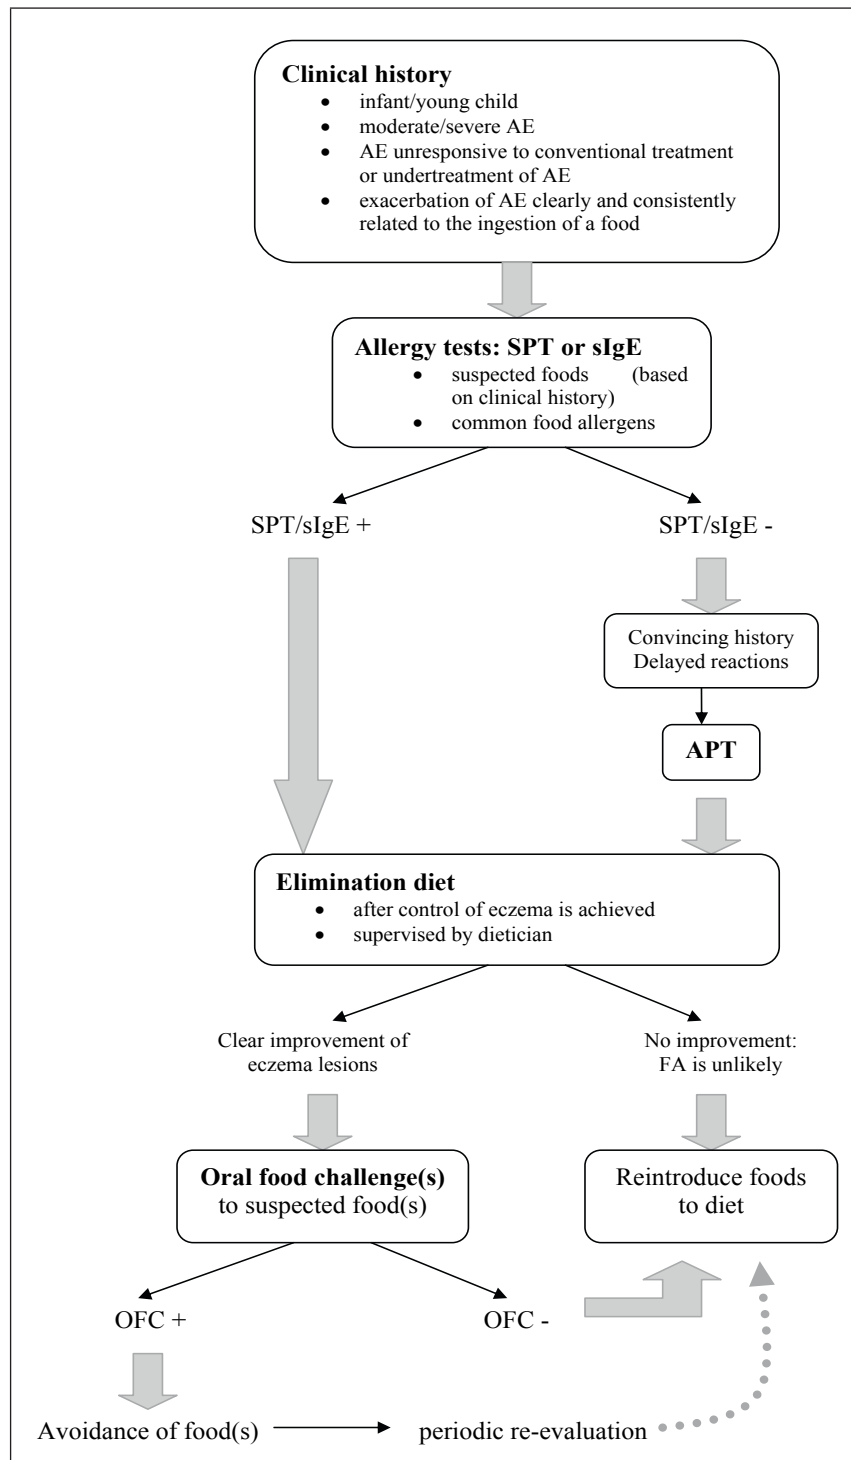 Clinical history
• infant/young child
• moderate/severe AE
• AE unresponsive to conventional treatment
or undertreatment of AE
• exacerbation of AE clearly and consistently
related to the ingestion of a food
Allergy tests: SPT or sIgE
• suspected foods (based
on clinical history)
• common food allergens
SPT/sIgE +
SPT/sIgE -
Convincing history
Delayed reactions
APT
Elimination diet
• after control of eczema is achieved
• supervised by dietician
Clear improvement of
eczema lesions
No improvement:
FA is unlikely
Oral food challenge(s)
to suspected food(s)
Reintroduce foods
to diet
OFC +
OFC -
Avoidance of food(s)
periodic re-evaluation